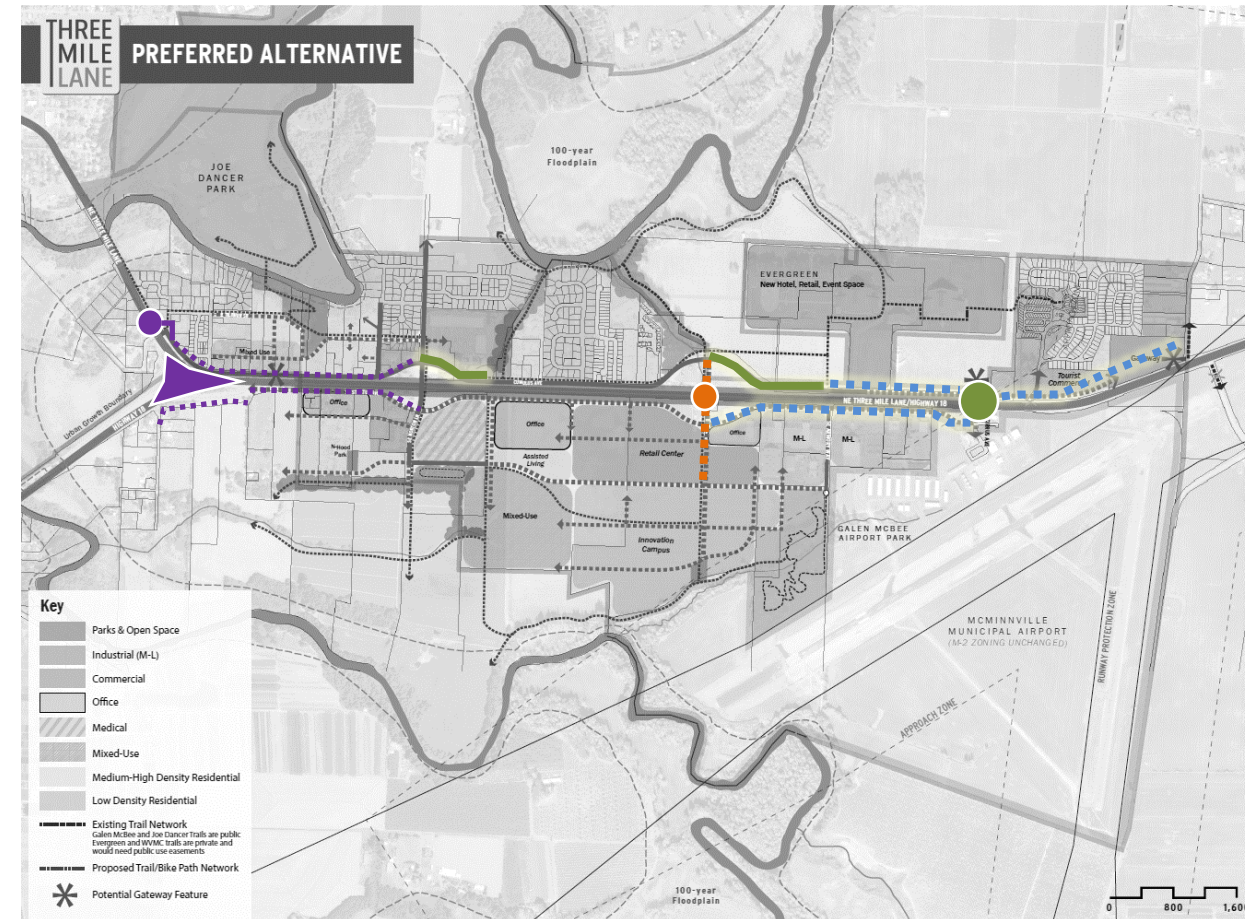 THREE
MILE
LANE
PREFERRED ALTERNATIVE
JOE
DANCER
PARK
100-year
Floodplain
EVERGREEN
New Hotel, Retail, Event Space
Mixed Use
Gateway
Tourist
Urban Growth Boundary
NE THREE MILE LANE/HIGHWAY 18
Office
Office
Office
Assisted
Living
Retail Center
M-L
M-L
Park
Mixed-Use
Innovation
Campus
GALEN MCBEE
AIRPORT PARK
MCMINNVILLE
MUNICIPAL AIRPORT
(M-2 ZONING UNCHANGED)
RUNWAY PROTECTION ZONE
APPROACH ZONE
100-year
Floodplain
Key
Parks & Open Space
Industrial (M-L)
Commercial
Office
Medical
Mixed-Use
Medium-High Density Residential
Low Density Residential
Existing Trail Network
Galen McBee and Joe Dancer Trails are public
Evergreen and WVMC trails are private and
would need public use easements
Proposed Trail/Bike Path Network
Potential Gateway Feature
0 800 1,60